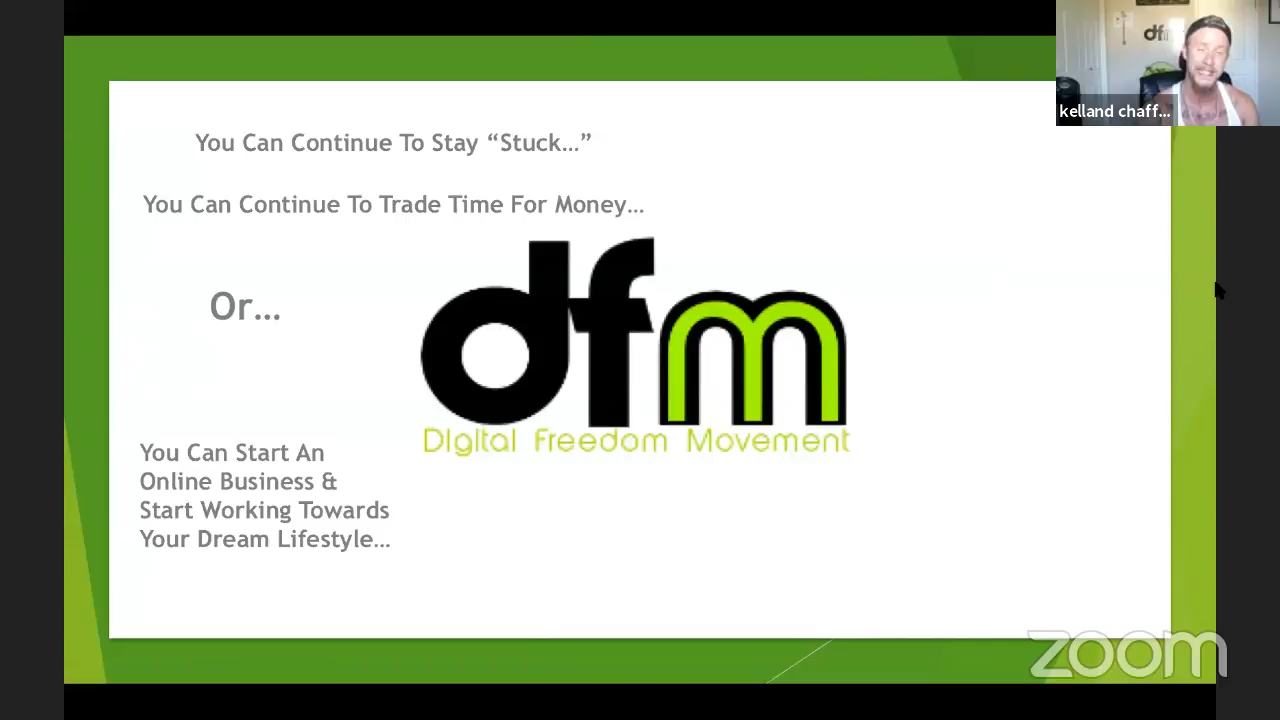 kelland chaff...
You Can Continue To Stay “Stuck...”
You Can Continue To Trade Time For Money...
Or...
dfm
DIgital Freedom Movement
You Can Start An
Online Business &
Start Working Towards
Your Dream Lifestyle...
zoom